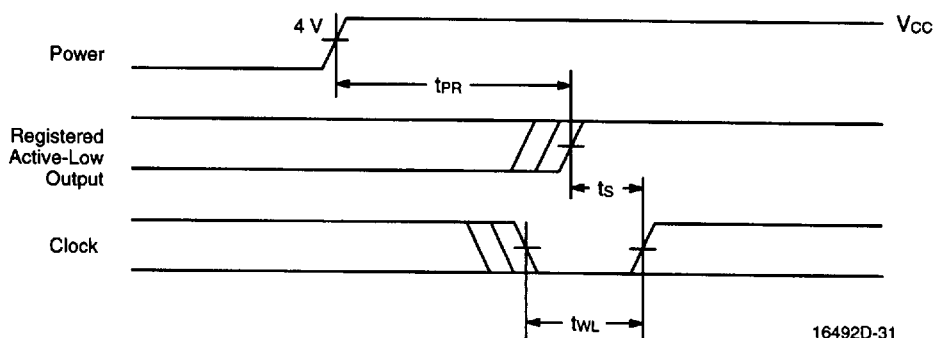 4 V
VCC
Power
tPR
Registered
Active-Low
Output
tS
Clock
tWL
16492D-31